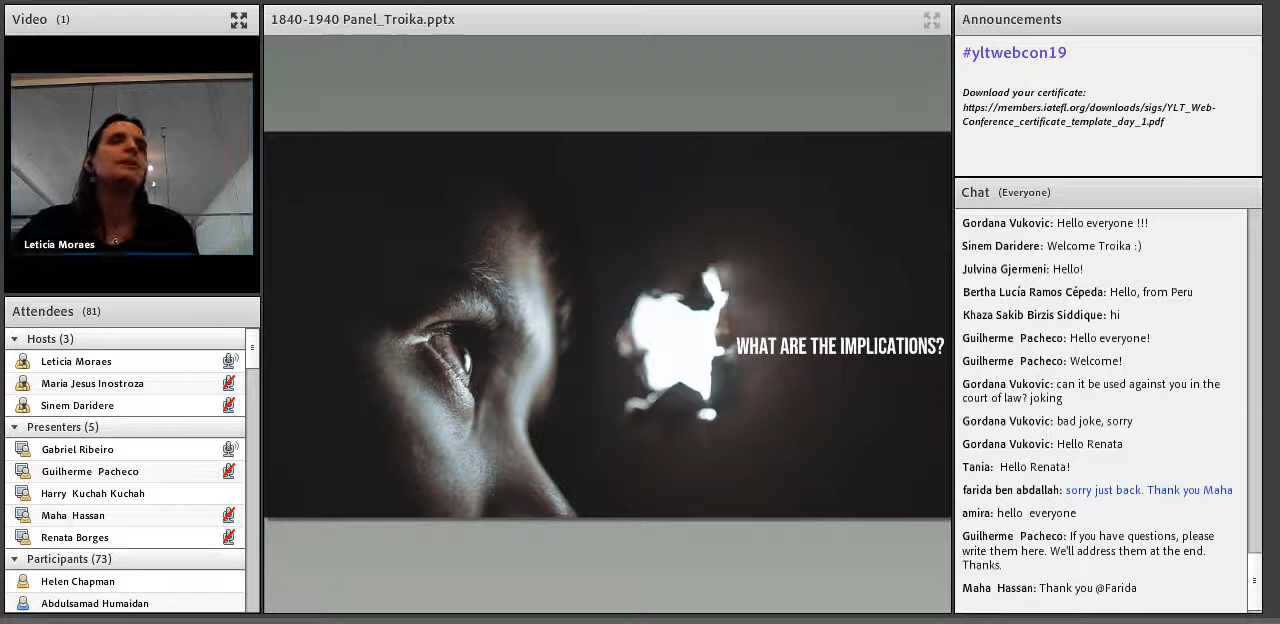 Video (1)
Leticia Moraes
Attendees (81)
Hosts (3)
Leticia Moraes
Maria Jesus Inostroza
Sinem Daridere
Presenters (5)
Gabriel Ribeiro
Guilherme Pacheco
Harry Kuchah Kuchah
Maha Hassan
Renata Borges
Participants (73)
Helen Chapman
Abdulsamad Humaidan
1840-1940 Panel_Troika.pptx
WHAT ARE THE IMPLICATIONS?
Announcements
#yltwebcon19
Download your certificate:
https://members.iatefl.org/downloads/sigs/YLT_Web-
Conference_certificate_template_day_1.pdf
Chat (Everyone)
Gordana Vukovic: Hello everyone !!!
Sinem Daridere: Welcome Troika :)
Julvina Gjermeni: Hello!
Bertha Lucía Ramos Cépeda: Hello, from Peru
Khaza Sakib Birzis Siddique: hi
Guilherme Pacheco: Hello everyone!
Guilherme Pacheco: Welcome!
Gordana Vukovic: can it be used against you in the
court of law? joking
Gordana Vukovic: bad joke, sorry
Gordana Vukovic: Hello Renata
Tania: Hello Renata!
farida ben abdallah: sorry just back. Thank you Maha
amira: hello everyone
Guilherme Pacheco: If you have questions, please
write them here. We'll address them at the end.
Thanks.
Maha Hassan: Thank you @Farida